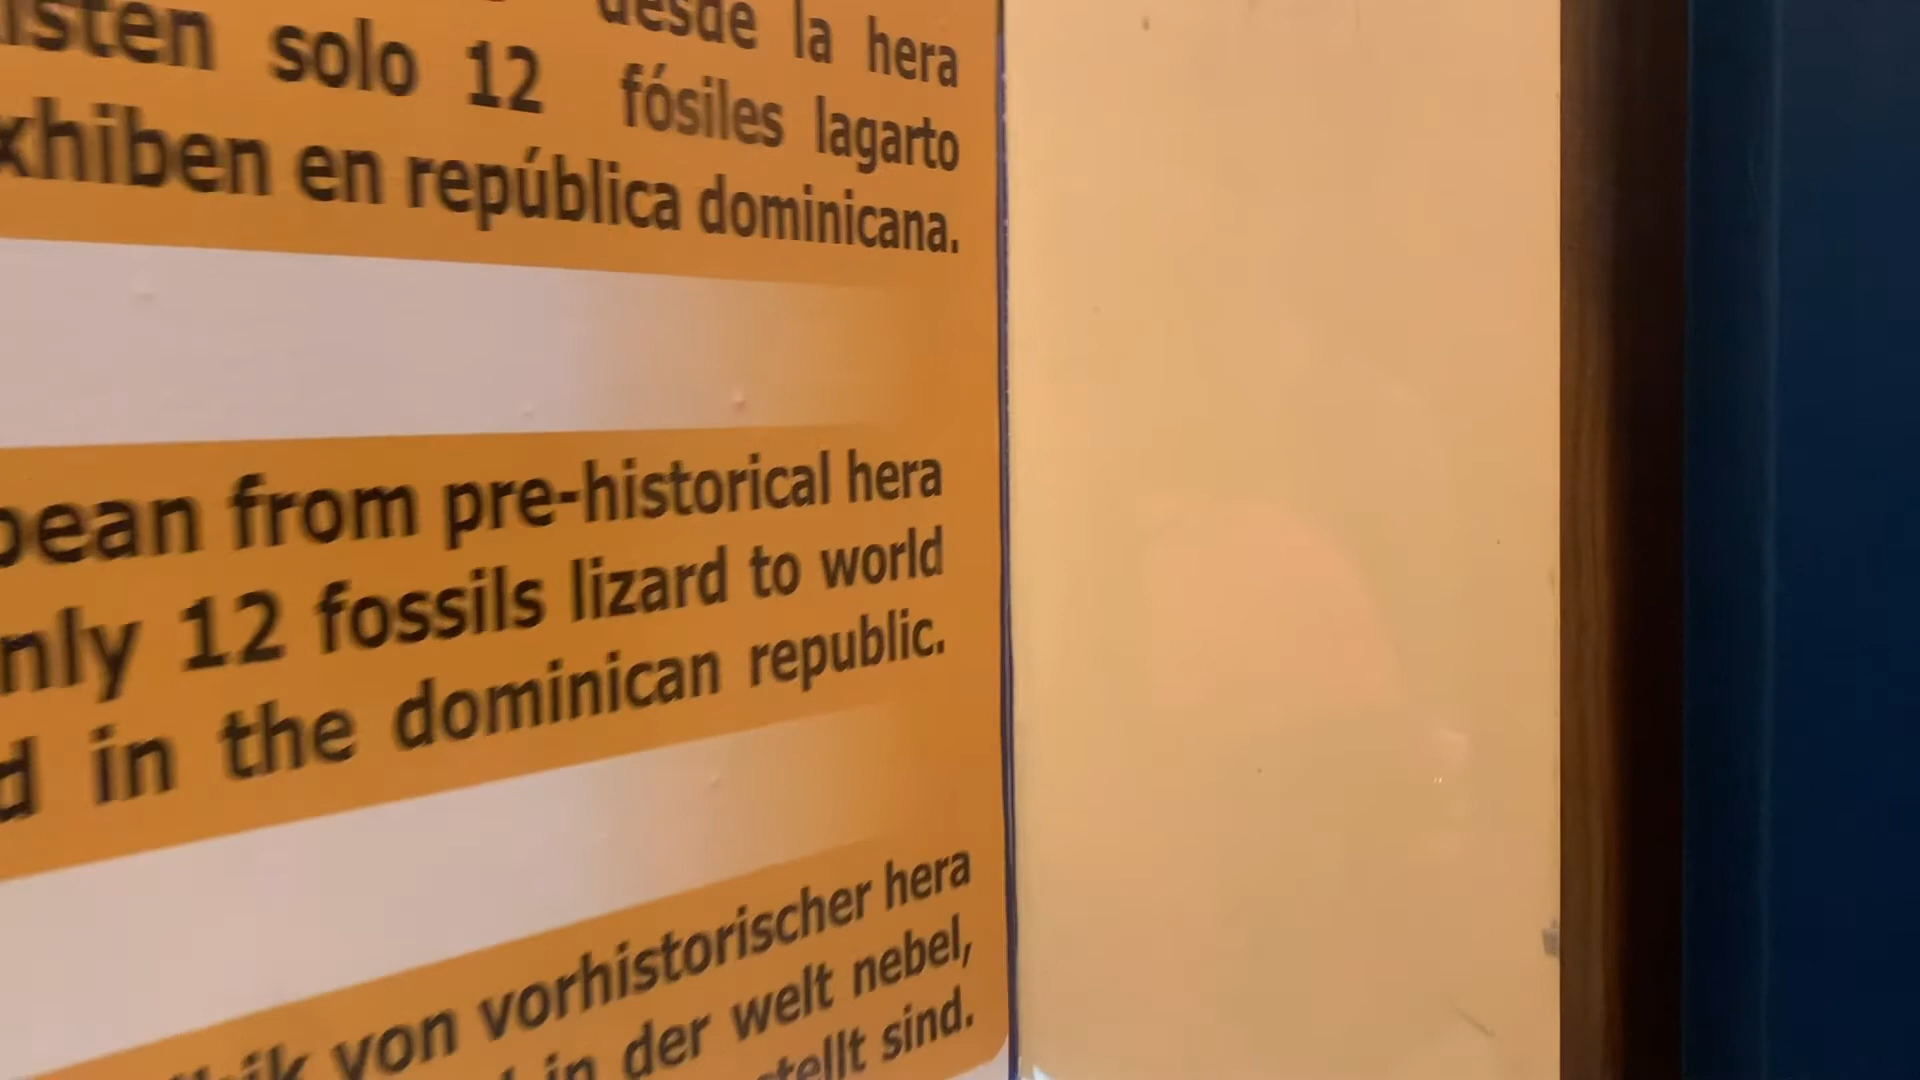 desde la hera
isten solo 12 fósiles lagarto
xhiben en república dominicana.
bean from pre-historical hera
nly 12 fossils lizard to world
d in the dominican republic.
von vorhistorischer hera
in der welt nebel,
stellt sind.